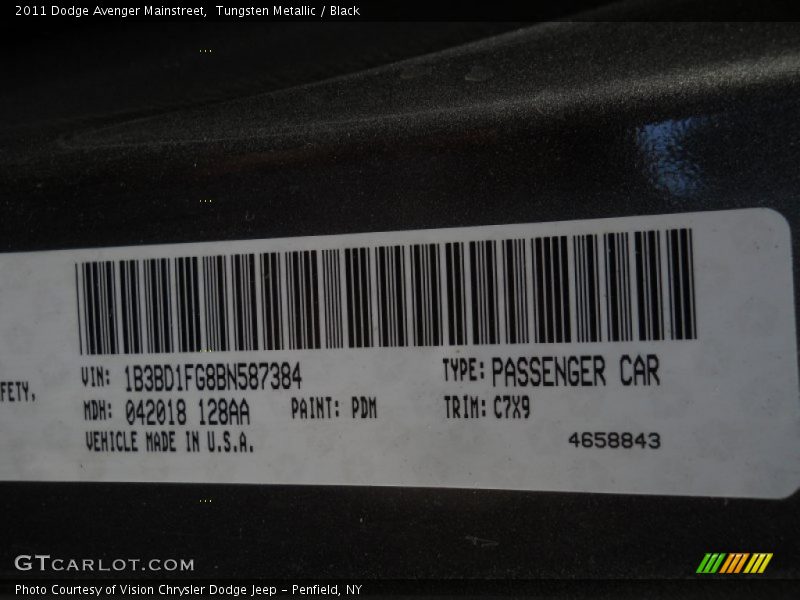 2011 Dodge Avenger Mainstreet, Tungsten Metallic / Black
FETY,
VIN: 1B3BD1FG8BN587384
TYPE: PASSENGER CAR
MDH: 042018 128AA
PAINT: PDM
TRIM: C7X9
VEHICLE MADE IN U.S.A.
4658843
GTCARLOT.COM
Photo Courtesy of Vision Chrysler Dodge Jeep - Penfield, NY